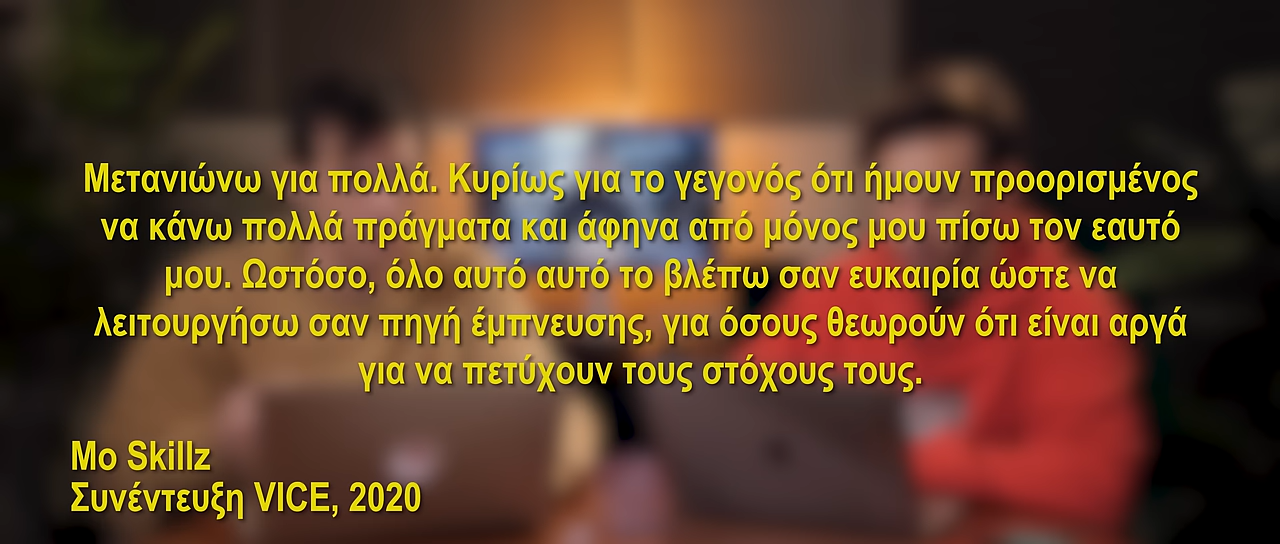 Μετανιώνω για πολλά. Κυρίως για το γεγονός ότι ήμουν προορισμένος
να κάνω πολλά πράγματα και άφηνα από μόνος μου πίσω τον εαυτό
μου. Ωστόσο, όλο αυτό αυτό το βλέπω σαν ευκαιρία ώστε να
λειτουργήσω σαν πηγή έμπνευσης, για όσους θεωρούν ότι είναι αργά
για να πετύχουν τους στόχους τους.
Mo Skillz
Συνέντευξη VICE, 2020